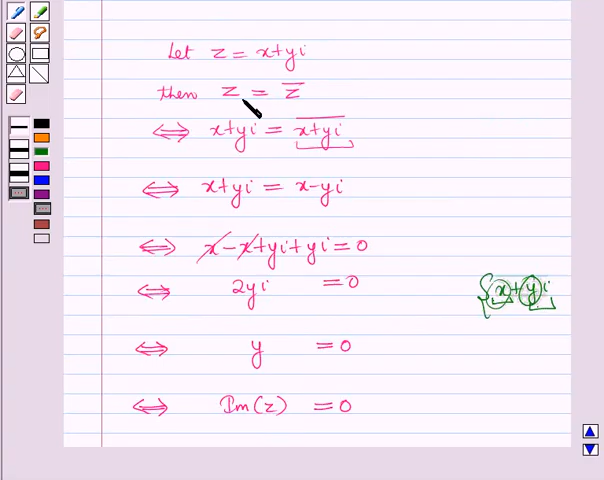 Let z = x+yi
then z = z̅
⇔ x+yi = x̅+̅y̅i̅
⇔ x+yi = x-yi
⇔ x-x+yi+yi=0
⇔ 2yi = 0
x+yi
⇔ y = 0
⇔ Im(z) = 0